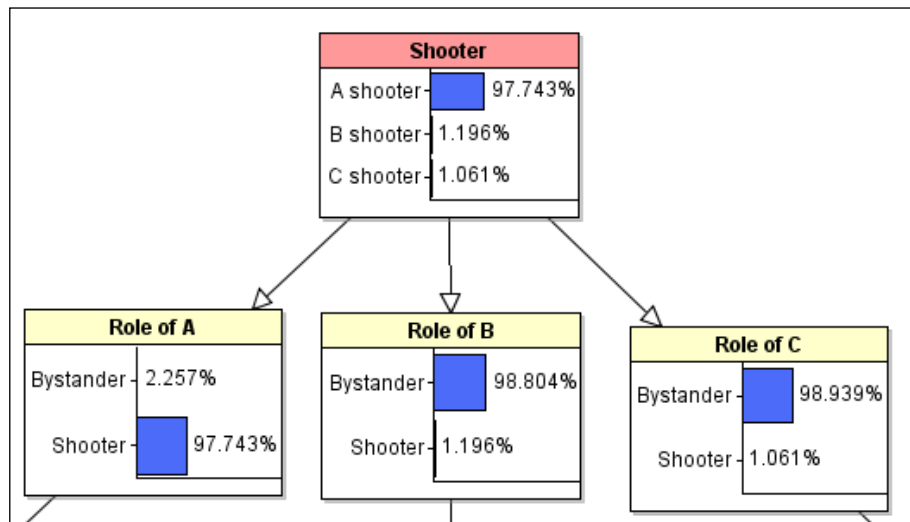 Shooter
A shooter 97.743%
B shooter 1.196%
C shooter 1.061%
Role of A
Bystander 2.257%
Shooter 97.743%
Role of B
Bystander 98.804%
Shooter 1.196%
Role of C
Bystander 98.939%
Shooter 1.061%